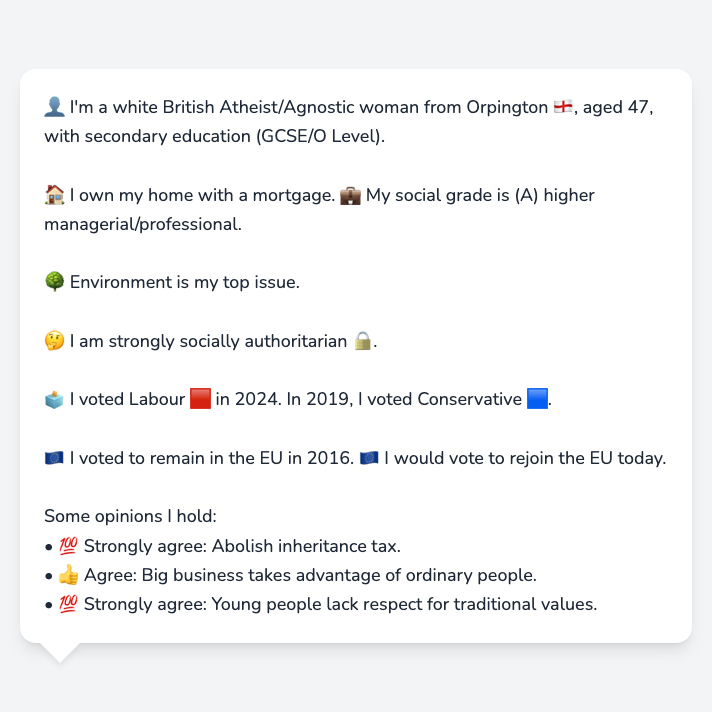 👤 I'm a white British Atheist/Agnostic woman from Orpington 🏴󠁧󠁢󠁥󠁮󠁧󠁿, aged 47,
with secondary education (GCSE/O Level).
🏠 I own my home with a mortgage. 💼 My social grade is (A) higher
managerial/professional.
🌳 Environment is my top issue.
🤔 I am strongly socially authoritarian 🔒.
🗳️ I voted Labour 🟥 in 2024. In 2019, I voted Conservative 🟦.
🇪🇺 I voted to remain in the EU in 2016. 🇪🇺 I would vote to rejoin the EU today.
Some opinions I hold:
• 💯 Strongly agree: Abolish inheritance tax.
• 👍 Agree: Big business takes advantage of ordinary people.
• 💯 Strongly agree: Young people lack respect for traditional values.